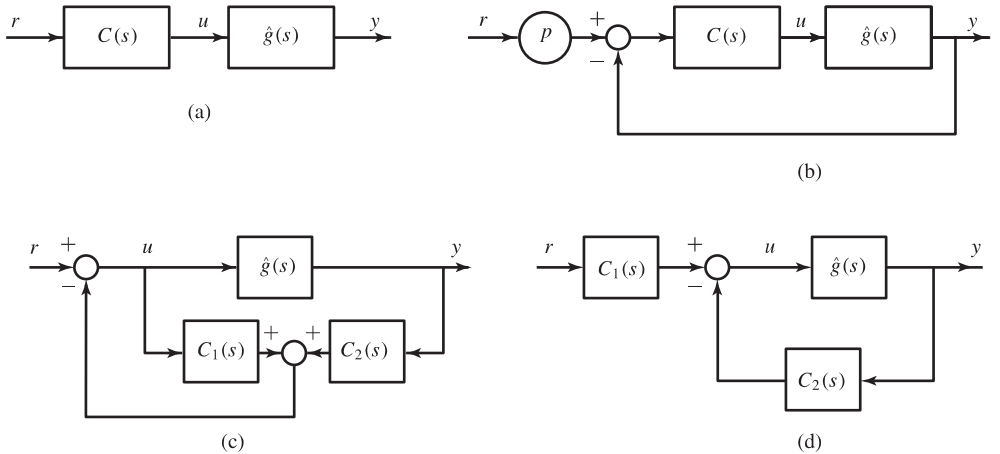 r C(s) u ĝ(s) y
(a)
r p + − C(s) u ĝ(s) y
(b)
r + − u ĝ(s) y
C₁(s) + + C₂(s)
(c)
r C₁(s) + − u ĝ(s) y
C₂(s)
(d)